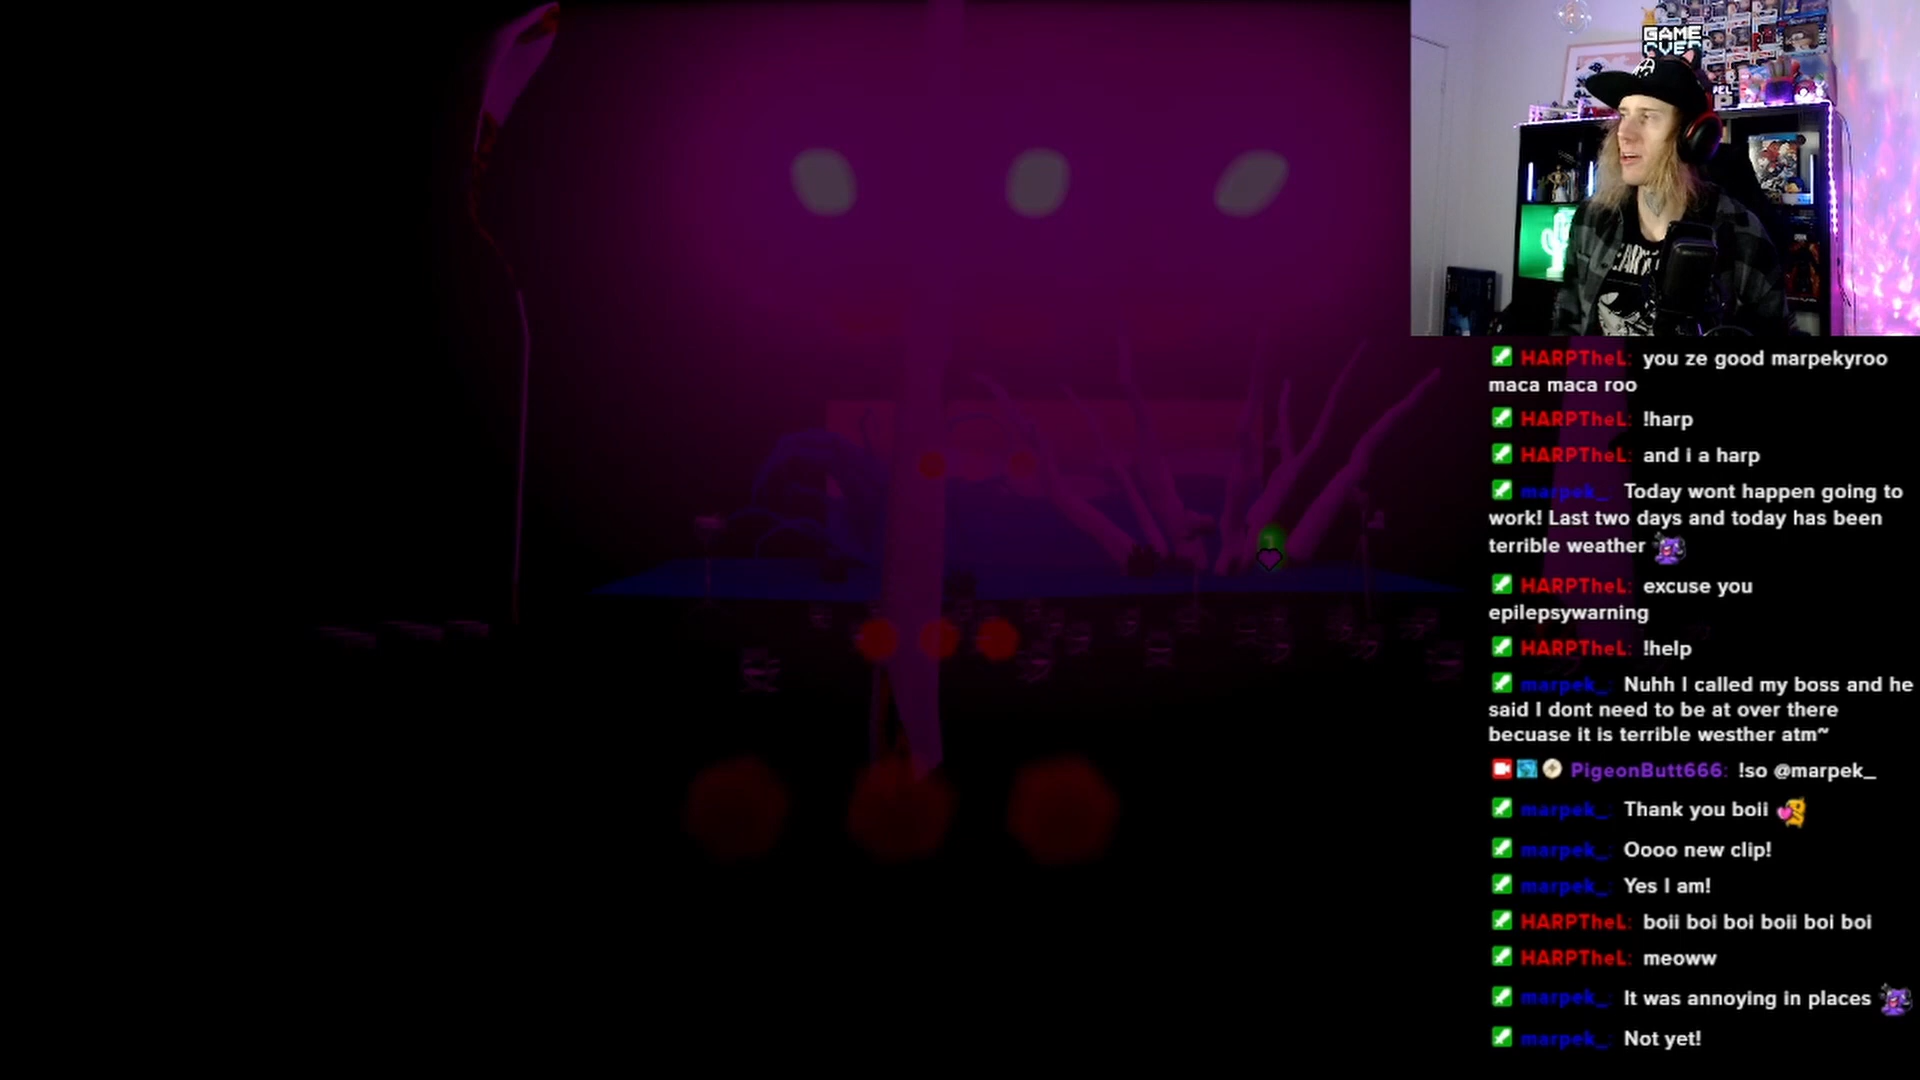 GAME
OVER
HARPTheL: you ze good marpekyroo
maca maca roo
HARPTheL: !harp
HARPTheL: and i a harp
marpek_: Today wont happen going to
work! Last two days and today has been
terrible weather
HARPTheL: excuse you
epilepsywarning
HARPTheL: !help
marpek_: Nuhh I called my boss and he
said I dont need to be at over there
becuase it is terrible westher atm~
PigeonButt666: !so @marpek_
marpek_: Thank you boii
marpek_: Oooo new clip!
marpek_: Yes I am!
HARPTheL: boii boi boi boii boi boi
HARPTheL: meoww
marpek_: It was annoying in places
marpek_: Not yet!